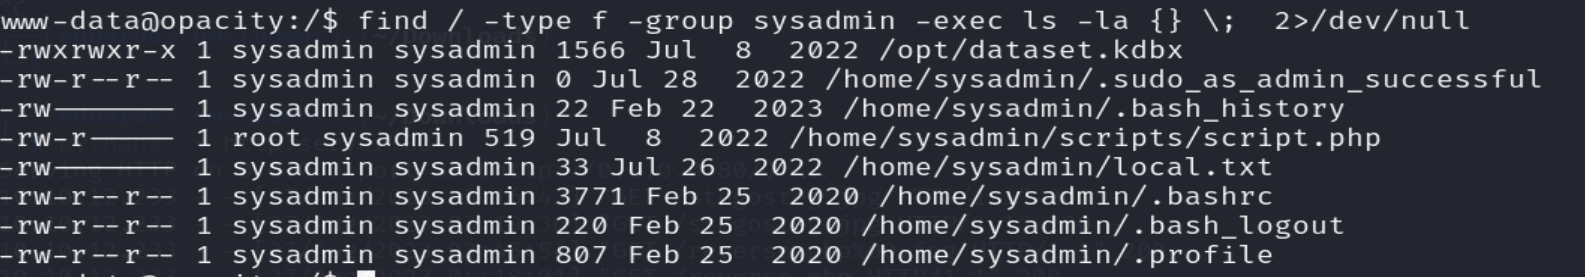 www-data@opacity:/$ find / -type f -group sysadmin -exec ls -la {} \;  2>/dev/null
-rwxrwxr-x 1 sysadmin sysadmin 1566 Jul  8  2022 /opt/dataset.kdbx
-rw-r--r-- 1 sysadmin sysadmin 0 Jul 28  2022 /home/sysadmin/.sudo_as_admin_successful
-rw------- 1 sysadmin sysadmin 22 Feb 22  2023 /home/sysadmin/.bash_history
-rw-r----- 1 root sysadmin 519 Jul  8  2022 /home/sysadmin/scripts/script.php
-rw------- 1 sysadmin sysadmin 33 Jul 26  2022 /home/sysadmin/local.txt
-rw-r--r-- 1 sysadmin sysadmin 3771 Feb 25  2020 /home/sysadmin/.bashrc
-rw-r--r-- 1 sysadmin sysadmin 220 Feb 25  2020 /home/sysadmin/.bash_logout
-rw-r--r-- 1 sysadmin sysadmin 807 Feb 25  2020 /home/sysadmin/.profile